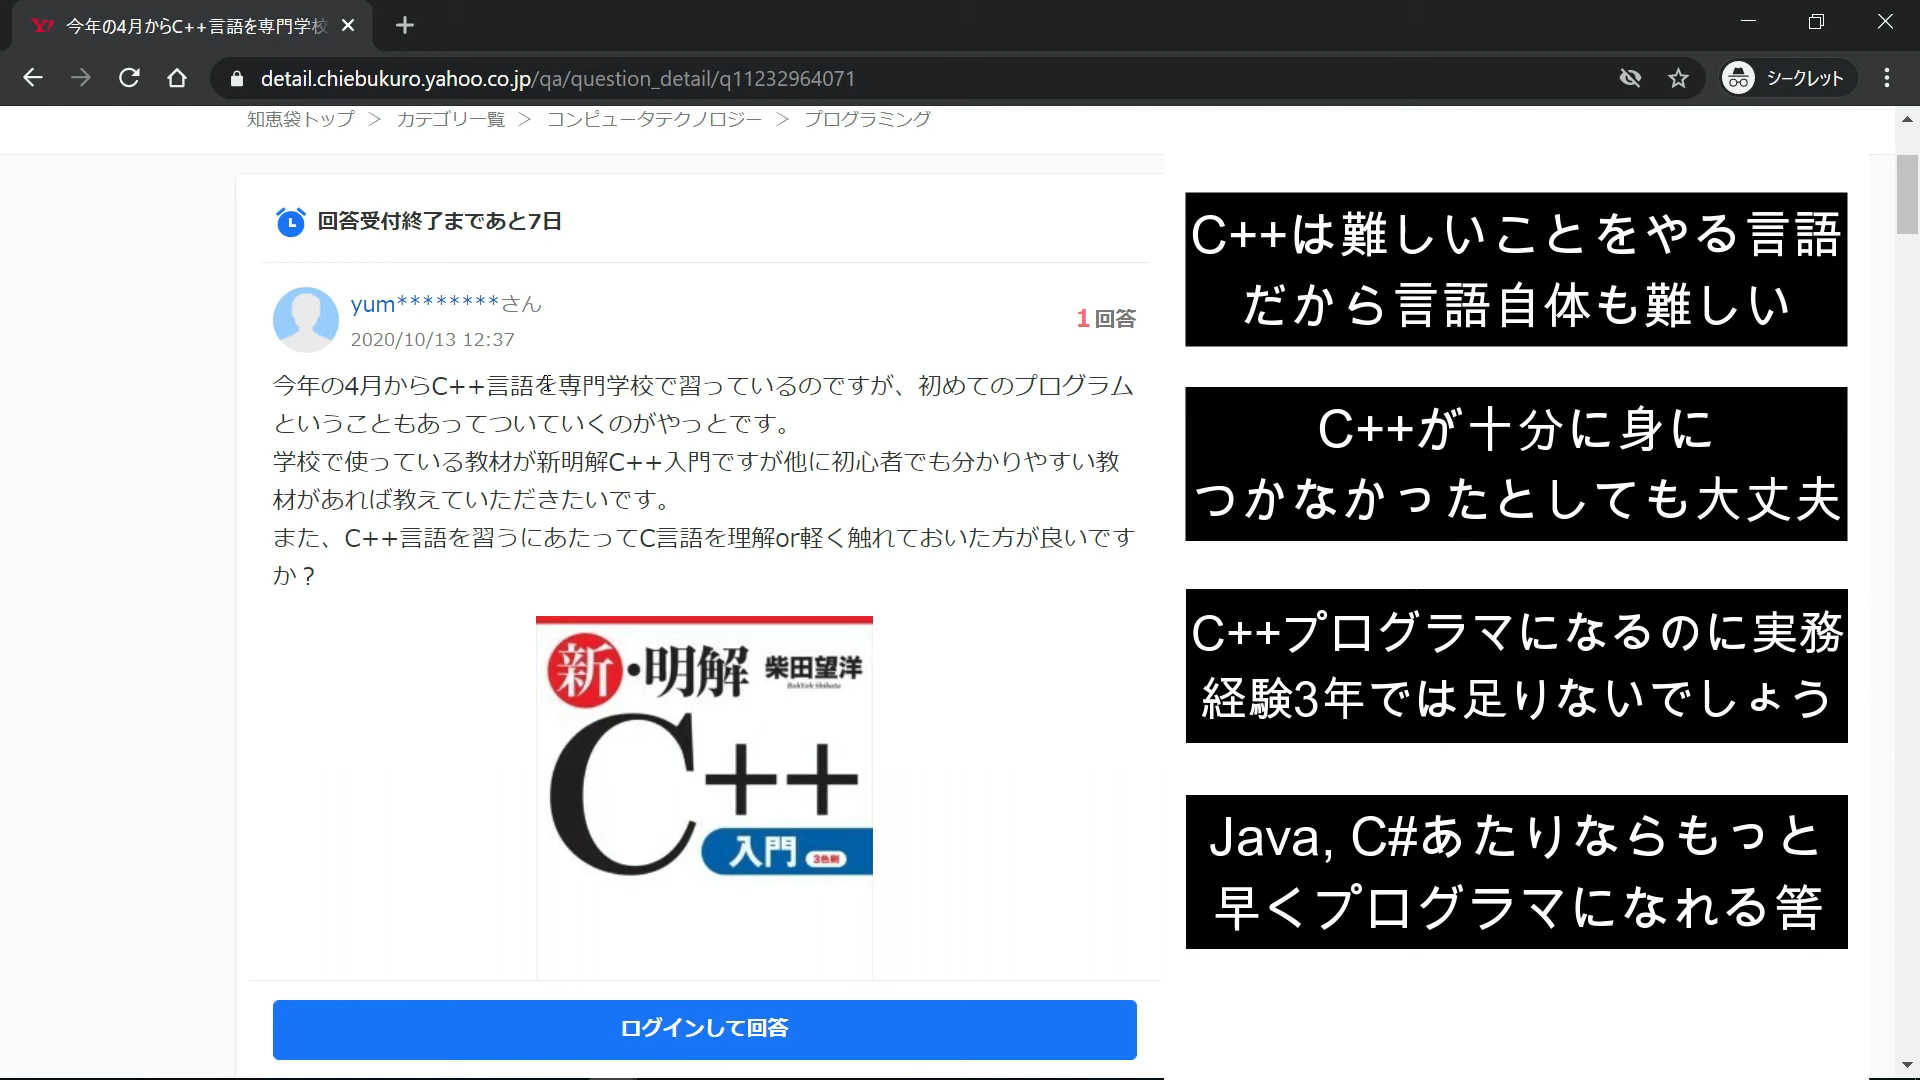 今年の4月からC++言語を専門学校
detail.chiebukuro.yahoo.co.jp/qa/question_detail/q11232964071
シークレット
知恵袋トップ > カテゴリ一覧 > コンピュータテクノロジー > プログラミング
回答受付終了まであと7日
yum********さん
2020/10/13 12:37
1回答
今年の4月からC++言語を専門学校で習っているのですが、初めてのプログラム
ということもあってついていくのがやっとです。
学校で使っている教材が新明解C++入門ですが他に初心者でも分かりやすい教
材があれば教えていただきたいです。
また、C++言語を習うにあたってC言語を理解or軽く触れておいた方が良いです
か？
新・明解 柴田望洋
BohYoh Shibata
C++
入門 3色刷
ログインして回答
C++は難しいことをやる言語
だから言語自体も難しい
C++が十分に身に
つかなかったとしても大丈夫
C++プログラマになるのに実務
経験3年では足りないでしょう
Java, C#あたりならもっと
早くプログラマになれる筈